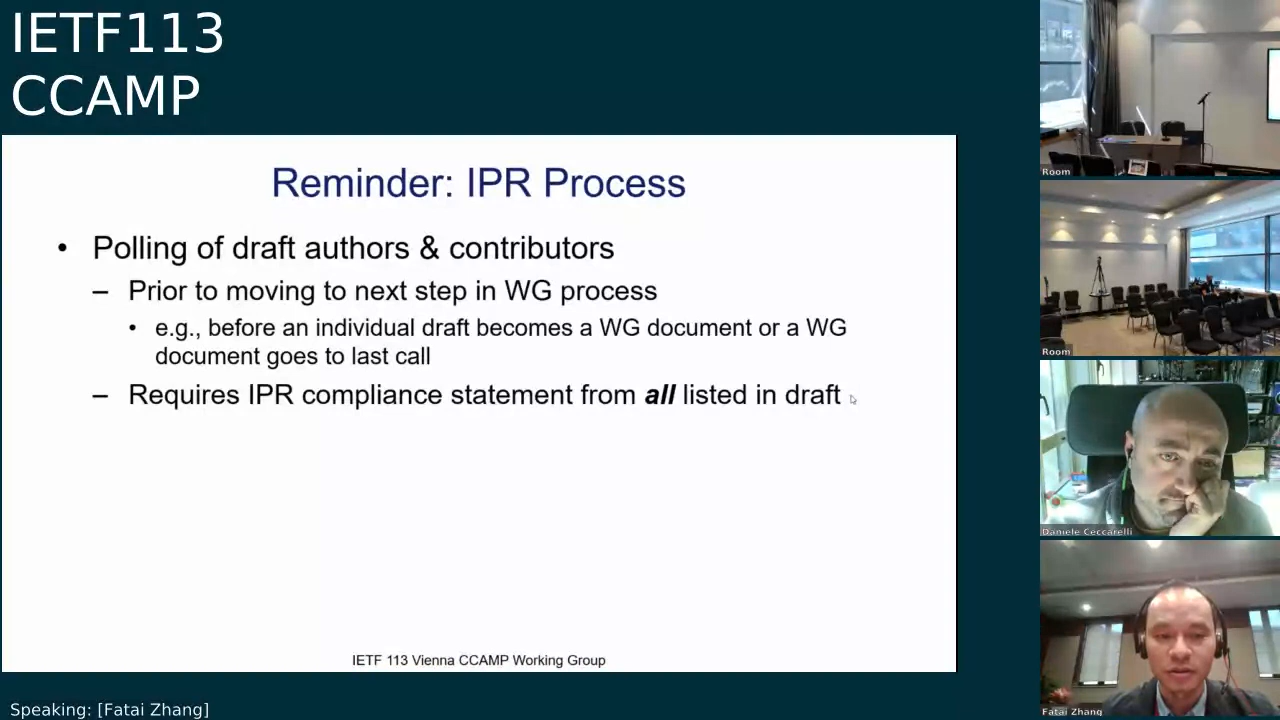 IETF113
CCAMP
Reminder: IPR Process
• Polling of draft authors & contributors
– Prior to moving to next step in WG process
• e.g., before an individual draft becomes a WG document or a WG
document goes to last call
– Requires IPR compliance statement from all listed in draft
IETF 113 Vienna CCAMP Working Group
Speaking: [Fatai Zhang]
Room
Room
Daniele Ceccarelli
Fatai Zhang